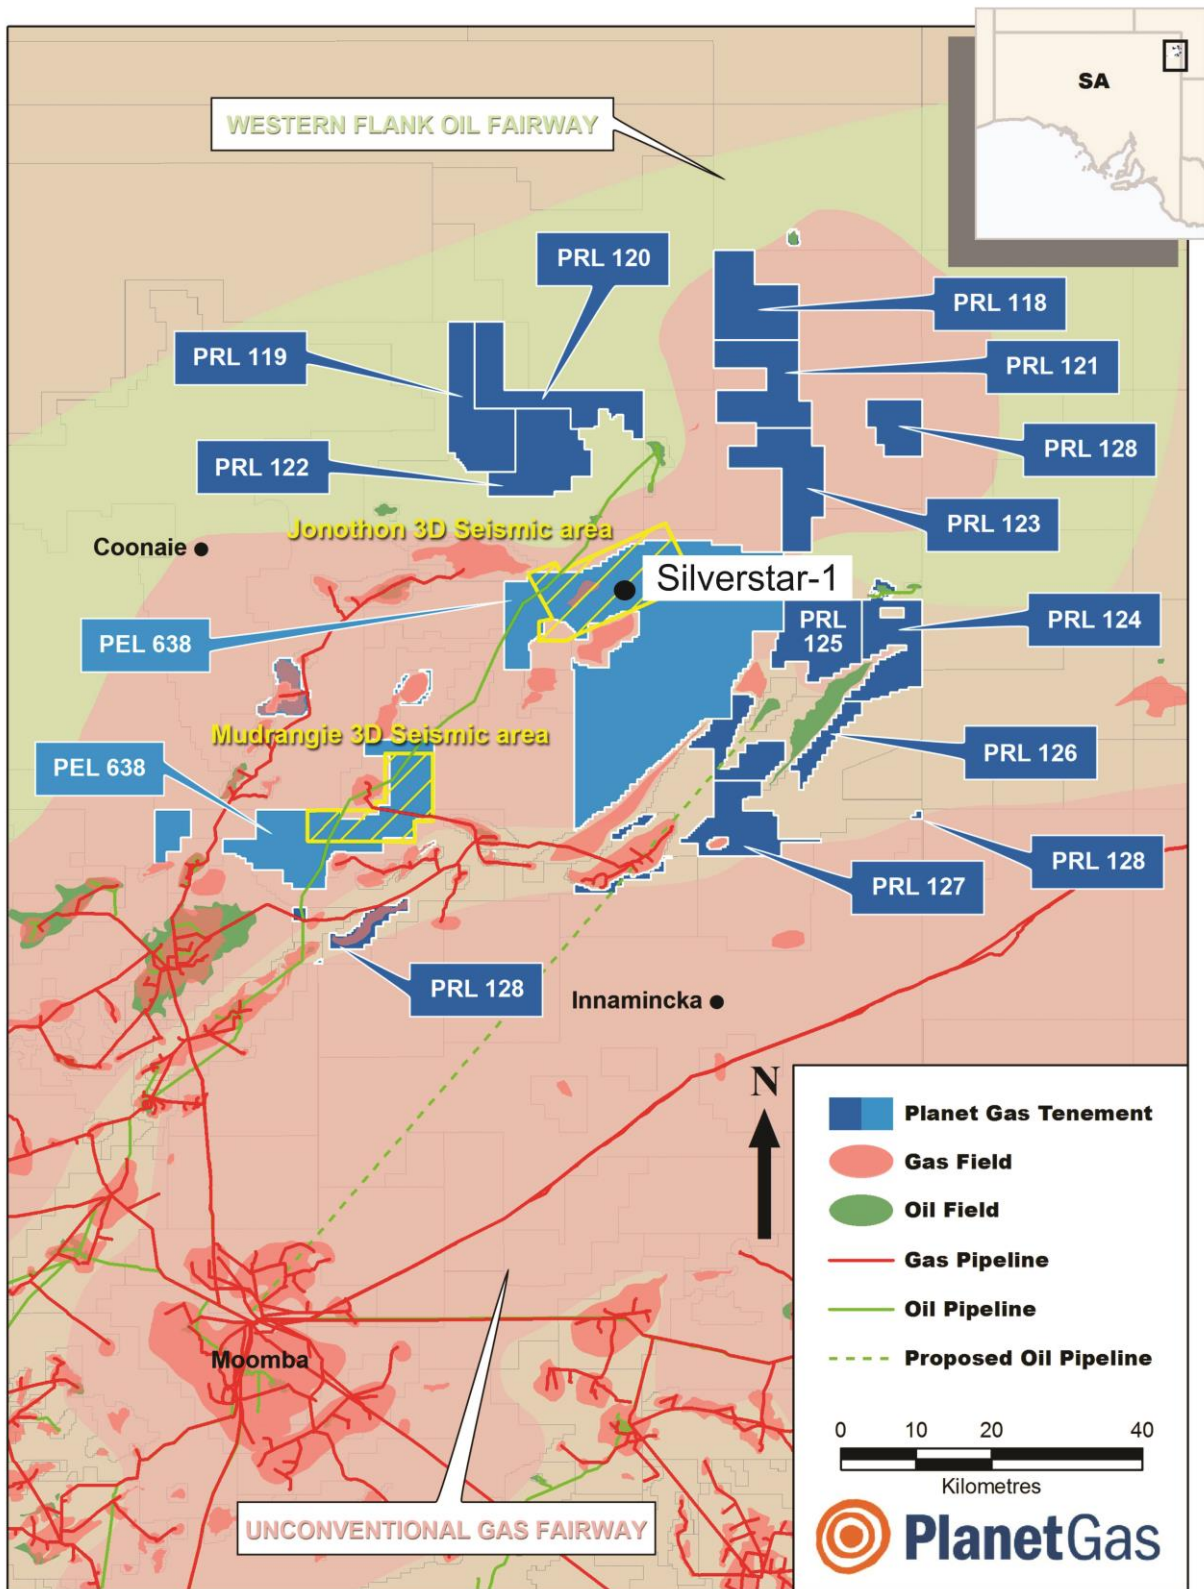 SA
WESTERN FLANK OIL FAIRWAY
PRL 120
PRL 118
PRL 119
PRL 121
PRL 122
PRL 128
PRL 123
Jonothon 3D Seismic area
Coonaie
Silverstar-1
PEL 638
PRL
125
PRL 124
Mudrangie 3D Seismic area
PEL 638
PRL 126
PRL 128
PRL 127
PRL 128
Innamincka
N
Planet Gas Tenement
Gas Field
Oil Field
Gas Pipeline
Oil Pipeline
Proposed Oil Pipeline
Moomba
0 10 20 40
Kilometres
UNCONVENTIONAL GAS FAIRWAY
PlanetGas